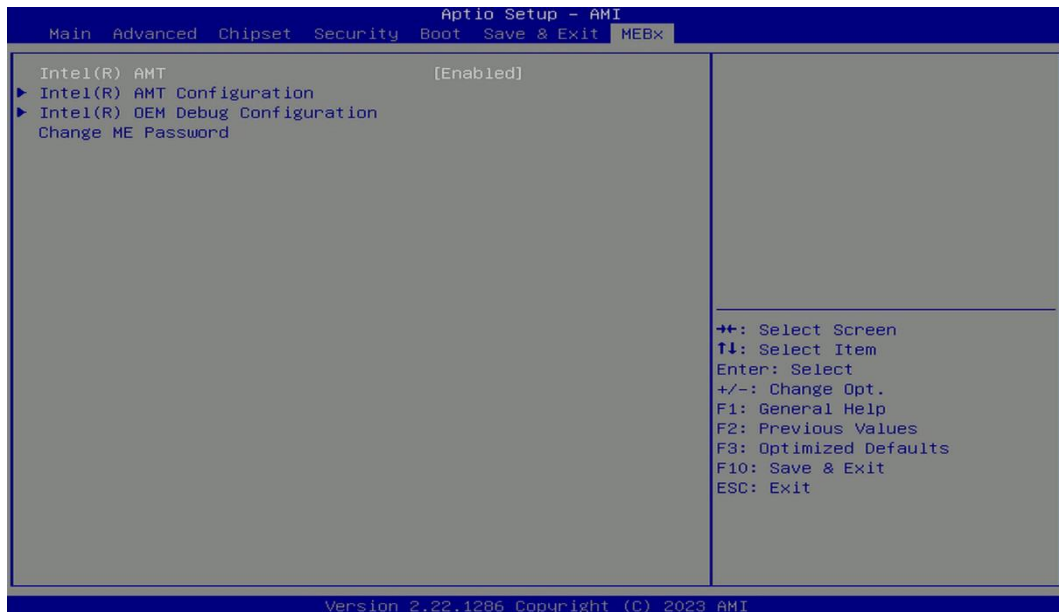 Aptio Setup – AMI
Main Advanced Chipset Security Boot Save & Exit MEBx
Intel(R) AMT [Enabled]
► Intel(R) AMT Configuration
► Intel(R) OEM Debug Configuration
Change ME Password
→←: Select Screen
↑↓: Select Item
Enter: Select
+/-: Change Opt.
F1: General Help
F2: Previous Values
F3: Optimized Defaults
F10: Save & Exit
ESC: Exit
Version 2.22.1286 Copyright (C) 2023 AMI